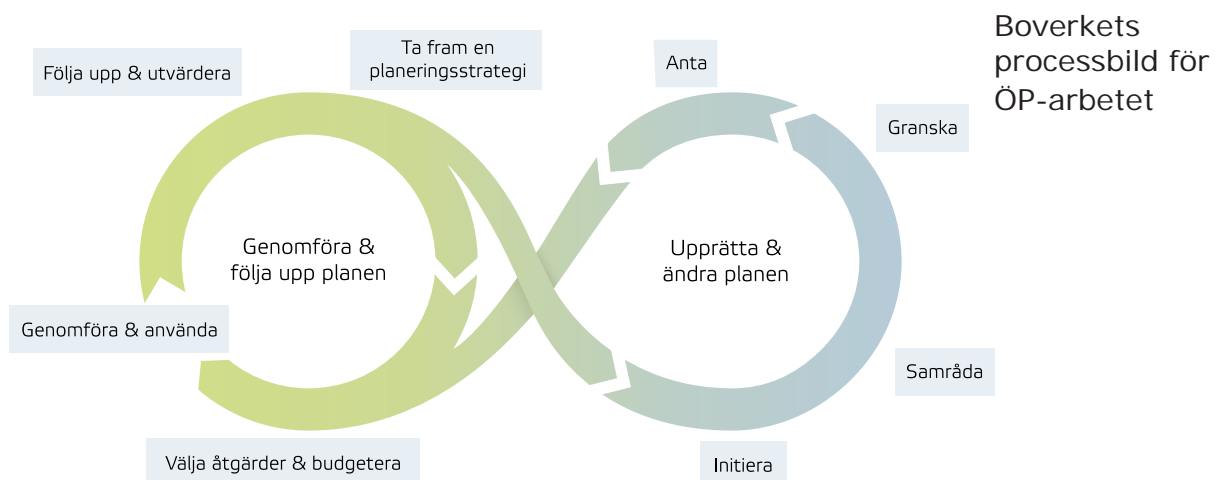 Boverkets
processbild för
ÖP-arbetet
Ta fram en
planeringsstrategi
Följa upp & utvärdera
Anta
Granska
Genomföra &
följa upp planen
Upprätta &
ändra planen
Genomföra & använda
Samråda
Välja åtgärder & budgetera
Initiera